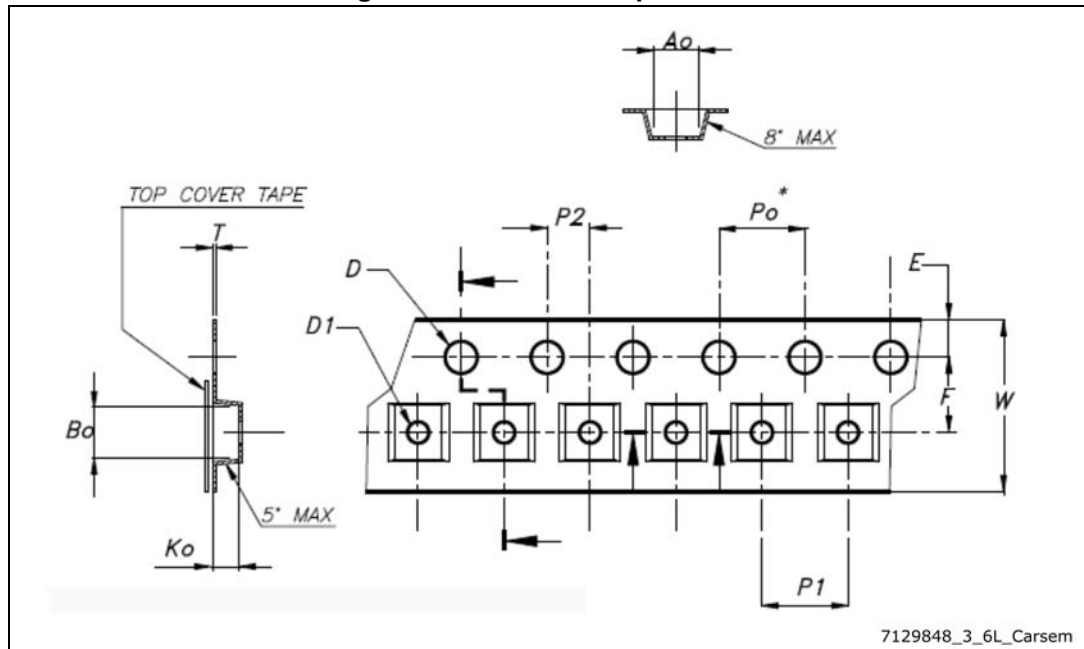 Ao
8° MAX
TOP COVER TAPE
T
P2
Po*
E
D
D1
F
W
Bo
5° MAX
Ko
P1
7129848_3_6L_Carsem